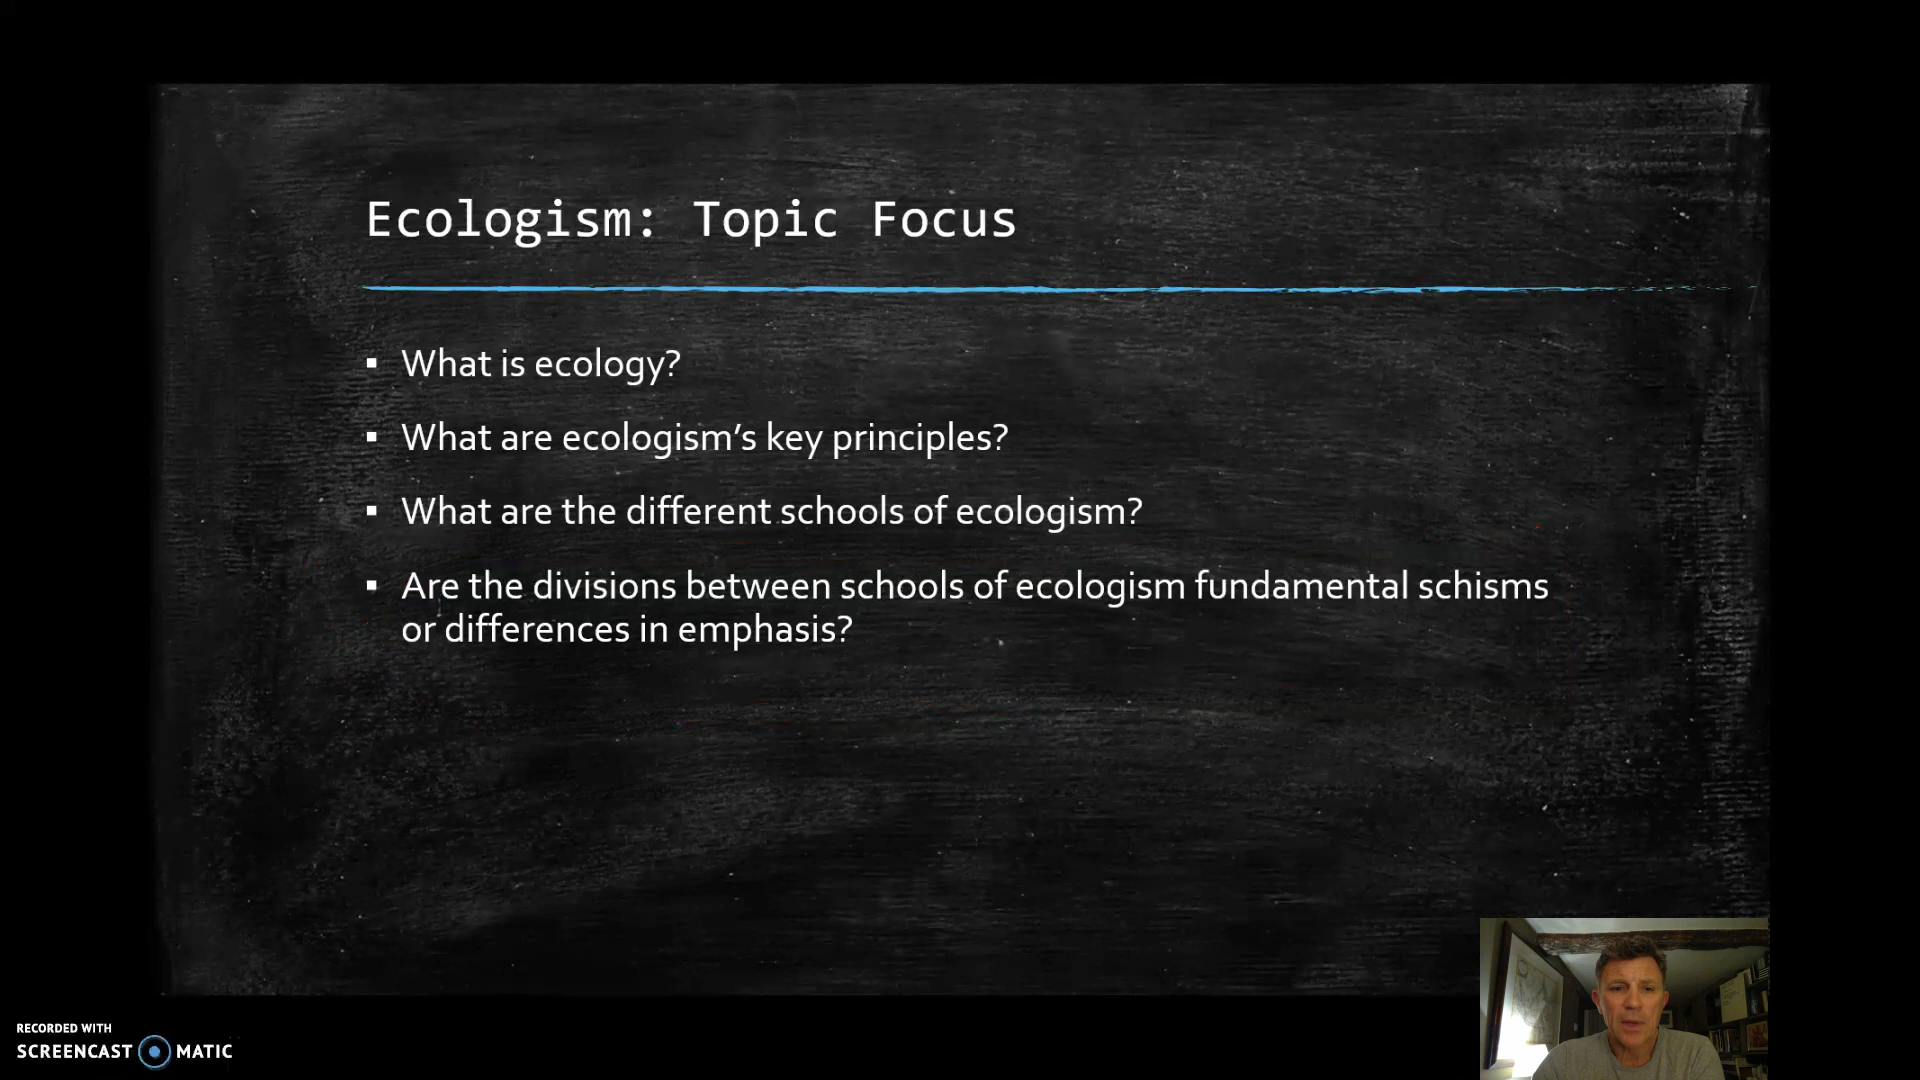 Ecologism: Topic Focus
▪ What is ecology?
▪ What are ecologism’s key principles?
▪ What are the different schools of ecologism?
▪ Are the divisions between schools of ecologism fundamental schisms
or differences in emphasis?
RECORDED WITH
SCREENCAST MATIC